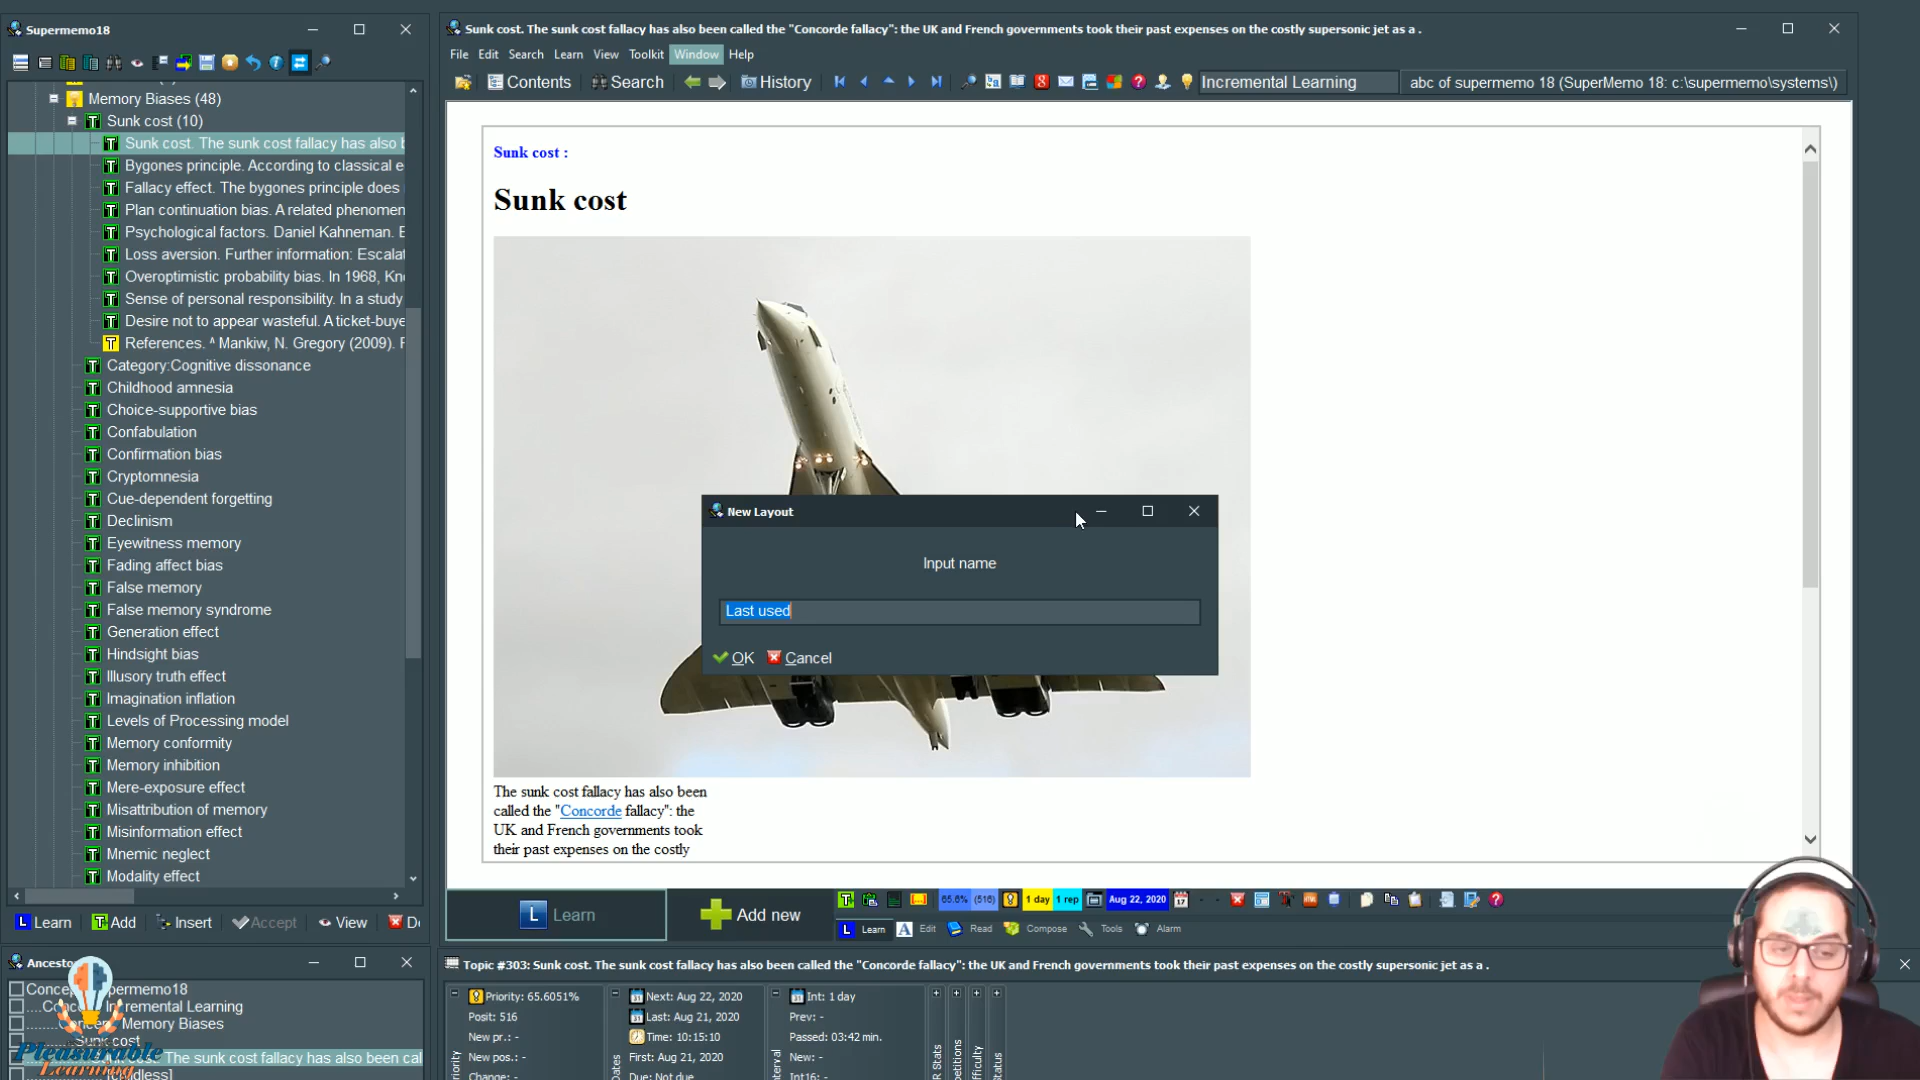 Supermemo18
Memory Biases (48)
Sunk cost (10)
Sunk cost. The sunk cost fallacy has also b
Bygones principle. According to classical e
Fallacy effect. The bygones principle does
Plan continuation bias. A related phenomen
Psychological factors. Daniel Kahneman. E
Loss aversion. Further information: Escalat
Overoptimistic probability bias. In 1968, Kn
Sense of personal responsibility. In a study
Desire not to appear wasteful. A ticket-buye
References. ^ Mankiw, N. Gregory (2009). P
Category:Cognitive dissonance
Childhood amnesia
Choice-supportive bias
Confabulation
Confirmation bias
Cryptomnesia
Cue-dependent forgetting
Declinism
Eyewitness memory
Fading affect bias
False memory
False memory syndrome
Generation effect
Hindsight bias
Illusory truth effect
Imagination inflation
Levels of Processing model
Memory conformity
Memory inhibition
Mere-exposure effect
Misattribution of memory
Misinformation effect
Mnemic neglect
Modality effect
Learn Add Insert Accept View D
Sunk cost. The sunk cost fallacy has also been called the "Concorde fallacy": the UK and French governments took their past expenses on the costly supersonic jet as a .
File Edit Search Learn View Toolkit Window Help
Contents Search History Incremental Learning abc of supermemo 18 (SuperMemo 18: c:\supermemo\systems\)
Sunk cost :
Sunk cost
New Layout
Input name
Last used
OK Cancel
The sunk cost fallacy has also been
called the "Concorde fallacy": the
UK and French governments took
their past expenses on the costly
Learn Add new
65.6% (516) 1 day 1 rep Aug 22, 2020
Learn Edit Read Compose Tools Alarm
Topic #303: Sunk cost. The sunk cost fallacy has also been called the "Concorde fallacy": the UK and French governments took their past expenses on the costly supersonic jet as a .
Priority: 65.6051%
Posit: 516
New pr.: -
New pos.: -
Change: -
Next: Aug 22, 2020
Last: Aug 21, 2020
Time: 10:15:10
First: Aug 21, 2020
Due: Not due
Dates
Int: 1 day
Prev: -
Passed: 03:42 min.
New: -
Int16: -
Pleasurable
Learning